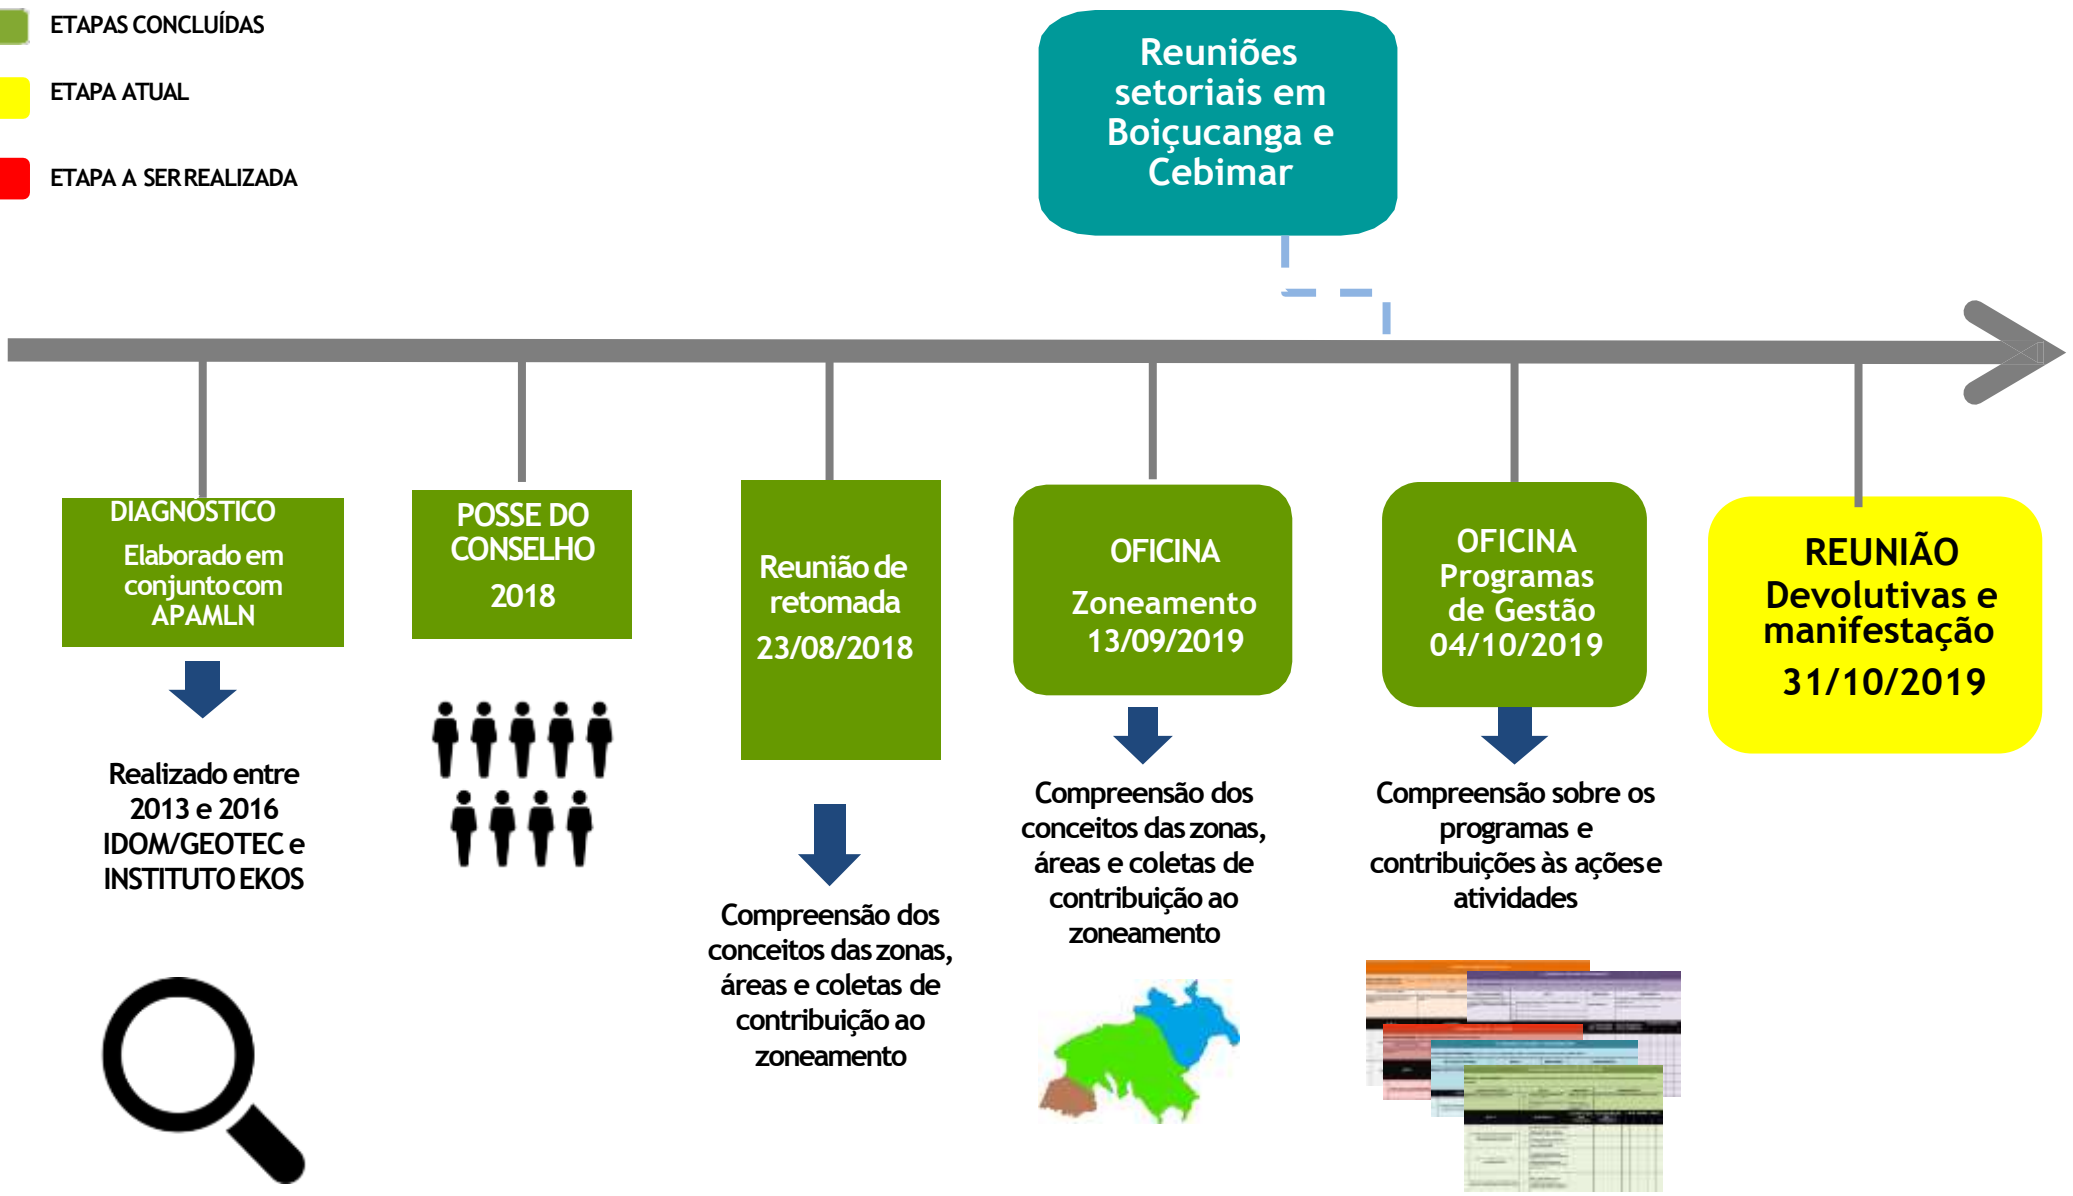 ETAPAS CONCLUÍDAS
ETAPA ATUAL
ETAPA A SER REALIZADA
Reuniões
setoriais em
Boiçucanga e
Cebimar
DIAGNÓSTICO
Elaborado em
conjunto com
APAMLN
Realizado entre
2013 e 2016
IDOM/GEOTEC e
INSTITUTO EKOS
POSSE DO
CONSELHO
2018
Reunião de
retomada
23/08/2018
Compreensão dos
conceitos das zonas,
áreas e coletas de
contribuição ao
zoneamento
OFICINA
Zoneamento
13/09/2019
Compreensão dos
conceitos das zonas,
áreas e coletas de
contribuição ao
zoneamento
OFICINA
Programas
de Gestão
04/10/2019
Compreensão sobre os
programas e
contribuições às ações e
atividades
REUNIÃO
Devolutivas e
manifestação
31/10/2019